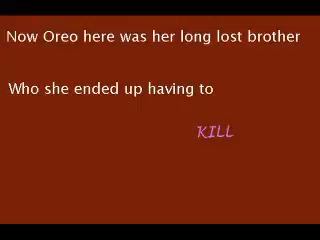 Now Oreo here was her long lost brother
Who she ended up having to
KILL